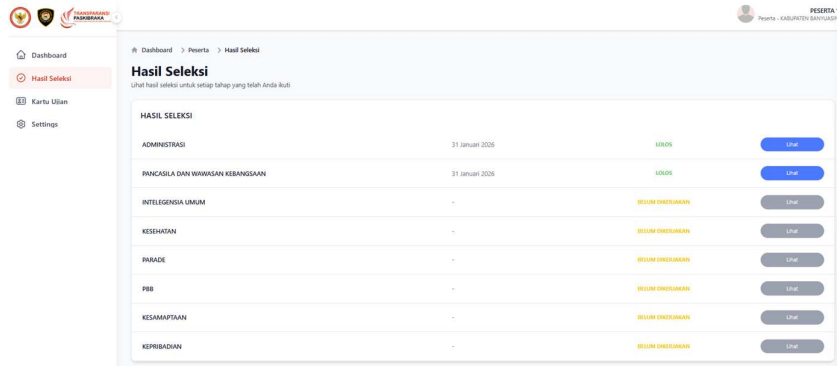 TRANSPARANSI
PASKIBRAKA
PESERTA
Peserta - KABUPATEN BANYUASIN
Dashboard
Hasil Seleksi
Kartu Ujian
Settings
Dashboard > Peserta > Hasil Seleksi
Hasil Seleksi
Lihat hasil seleksi untuk setiap tahap yang telah Anda ikuti
HASIL SELEKSI
ADMINISTRASI 31 Januari 2026 LOLOS Lihat
PANCASILA DAN WAWASAN KEBANGSAAN 31 Januari 2026 LOLOS Lihat
INTELEGENSIA UMUM - BELUM DIKERJAKAN Lihat
KESEHATAN - BELUM DIKERJAKAN Lihat
PARADE - BELUM DIKERJAKAN Lihat
PBB - BELUM DIKERJAKAN Lihat
KESAMAPTAAN - BELUM DIKERJAKAN Lihat
KEPRIBADIAN - BELUM DIKERJAKAN Lihat